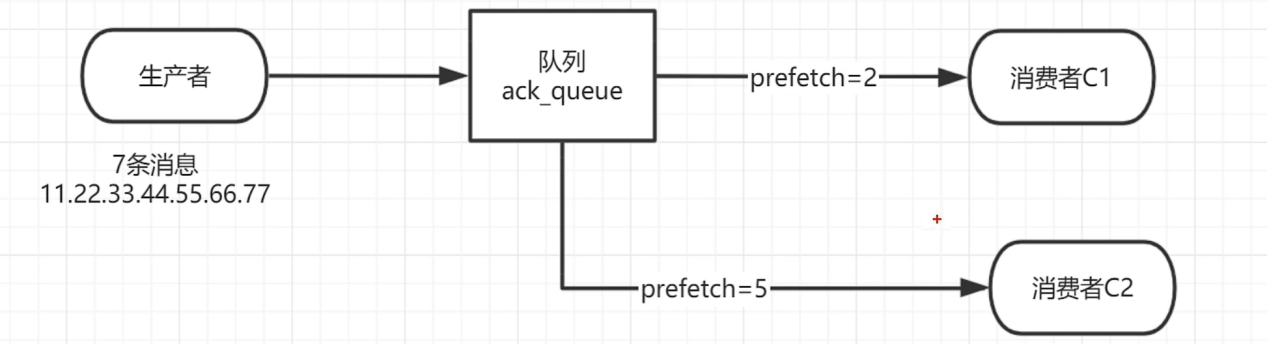 生产者
7条消息
11.22.33.44.55.66.77
队列
ack_queue
prefetch=2
消费者C1
prefetch=5
消费者C2